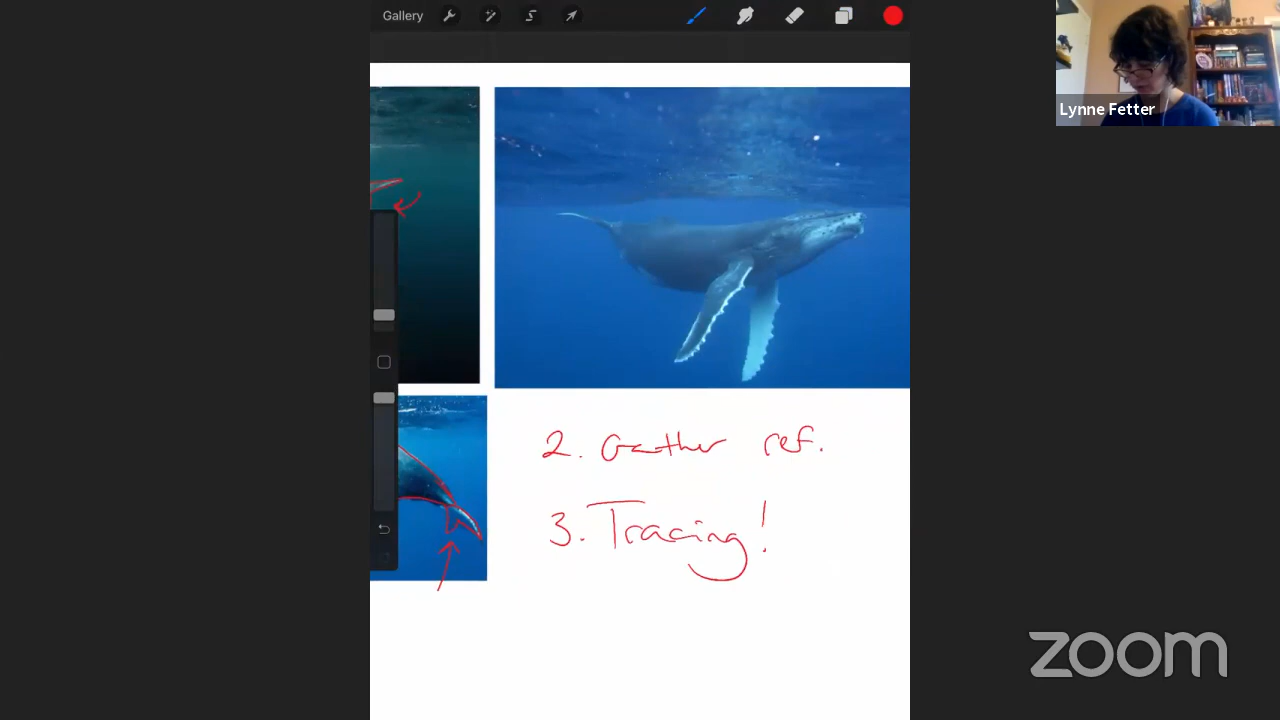 Gallery
Lynne Fetter
2. Gather ref.
3. Tracing!
zoom